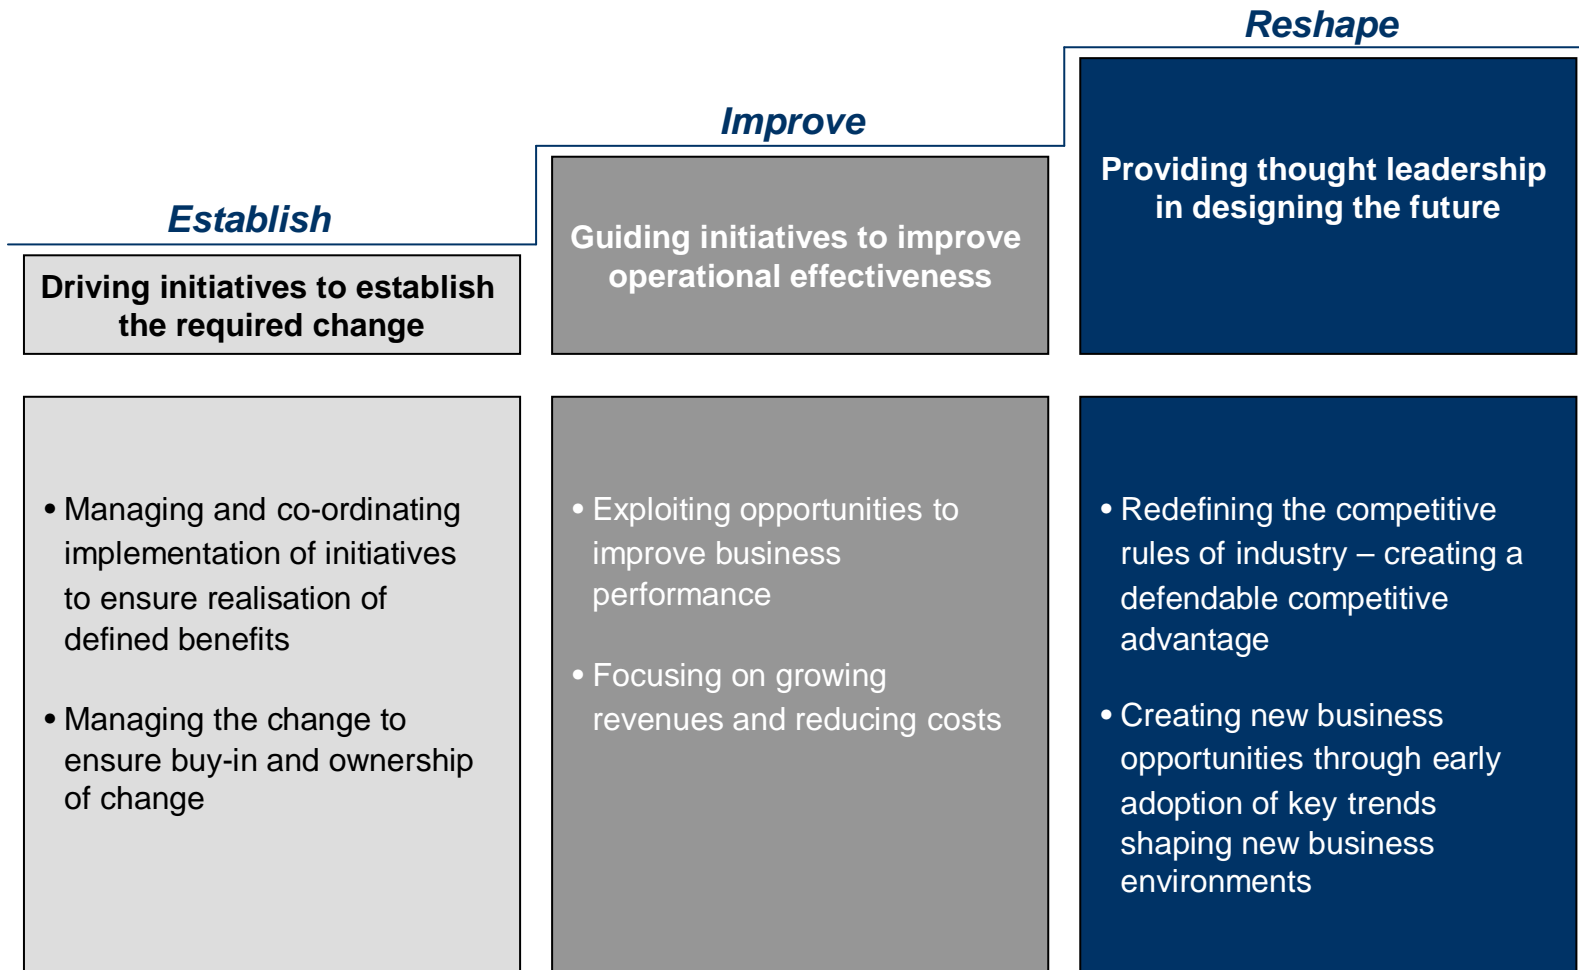 Establish
Driving initiatives to establish
the required change
• Managing and co-ordinating
implementation of initiatives
to ensure realisation of
defined benefits
• Managing the change to
ensure buy-in and ownership
of change
Improve
Guiding initiatives to improve
operational effectiveness
• Exploiting opportunities to
improve business
performance
• Focusing on growing
revenues and reducing costs
Reshape
Providing thought leadership
in designing the future
• Redefining the competitive
rules of industry – creating a
defendable competitive
advantage
• Creating new business
opportunities through early
adoption of key trends
shaping new business
environments